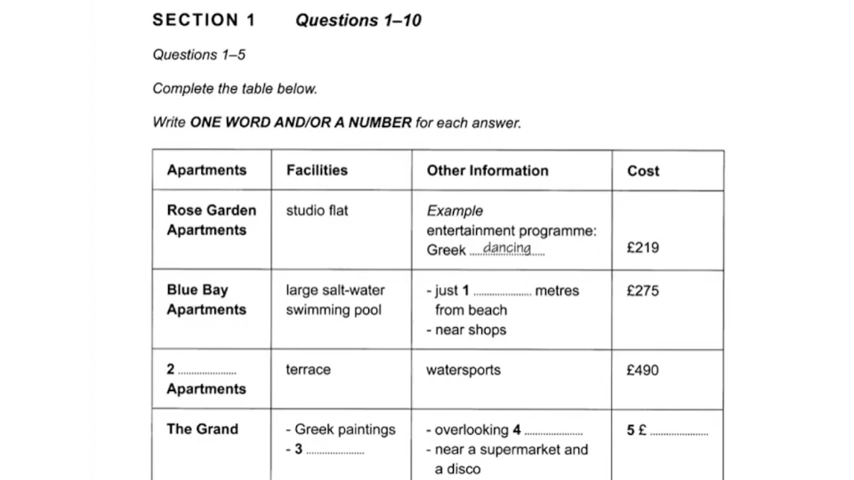 SECTION 1 Questions 1–10
Questions 1–5
Complete the table below.
Write ONE WORD AND/OR A NUMBER for each answer.
Apartments Facilities Other Information Cost
Rose Garden Apartments studio flat Example
entertainment programme:
Greek ....dancing.... £219
Blue Bay Apartments large salt-water swimming pool - just 1 .................... metres
from beach
- near shops £275
2 ....................
Apartments terrace watersports £490
The Grand - Greek paintings
- 3 .................... - overlooking 4 ....................
- near a supermarket and
a disco 5 £ ....................